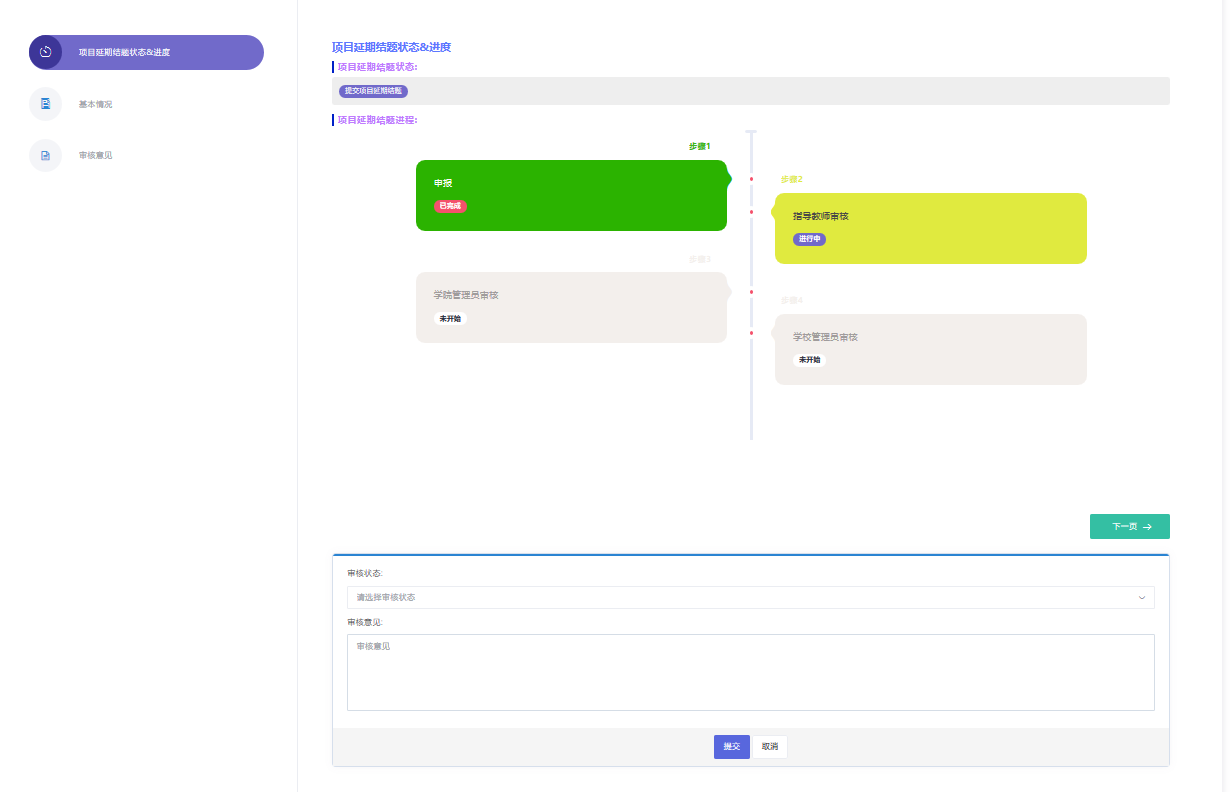 项目延期结题状态&进度
基本情况
审核意见
项目延期结题状态&进度
项目延期结题状态:
提交项目延期结题
项目延期结题进程:
步骤1
申报
已完成
步骤2
指导教师审核
进行中
步骤3
学院管理员审核
未开始
步骤4
学校管理员审核
未开始
下一页
审核状态:
请选择审核状态
审核意见:
审核意见
提交
取消